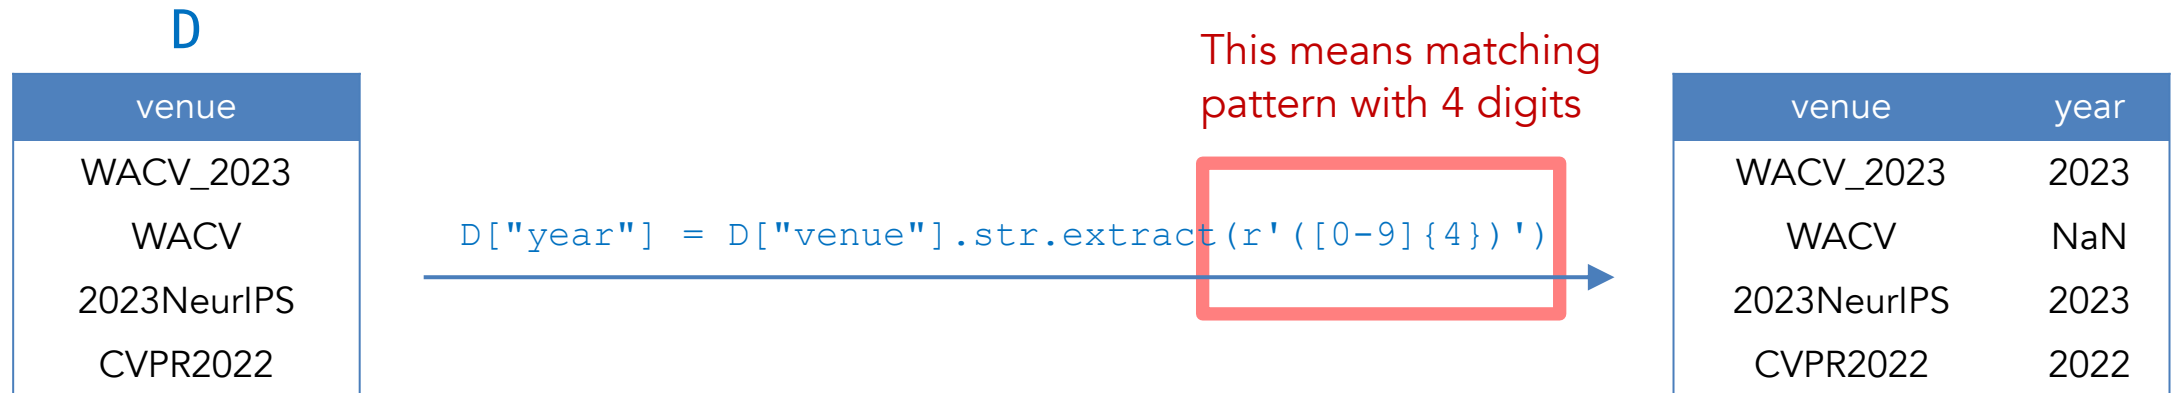 D
This means matching
pattern with 4 digits
venue
WACV_2023
WACV
2023NeurIPS
CVPR2022
D["year"] = D["venue"].str.extract(r'([0-9]{4})')
venue year
WACV_2023 2023
WACV NaN
2023NeurIPS 2023
CVPR2022 2022